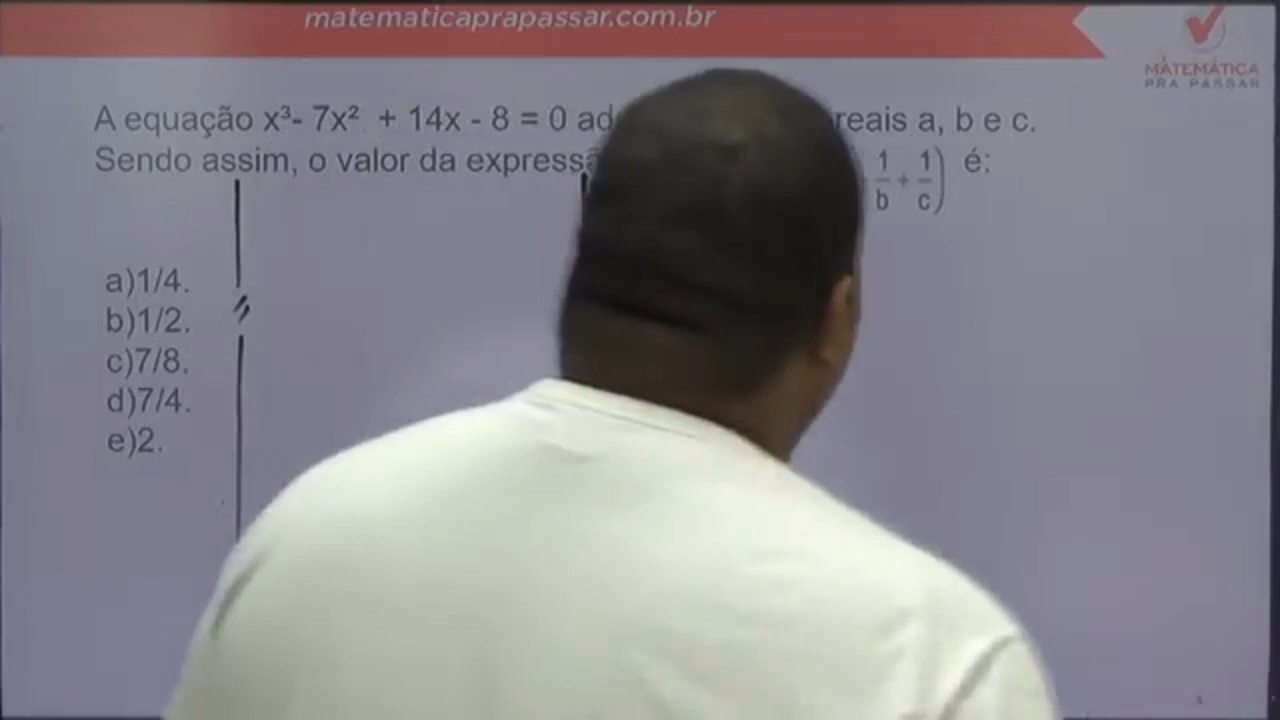 matematicaprapassar.com.br
MATEMÁTICA
PRA PASSAR
A equação x³- 7x² + 14x - 8 = 0 ad reais a, b e c.
Sendo assim, o valor da express 1/b + 1/c) é:
a)1/4.
b)1/2.
c)7/8.
d)7/4.
e)2.